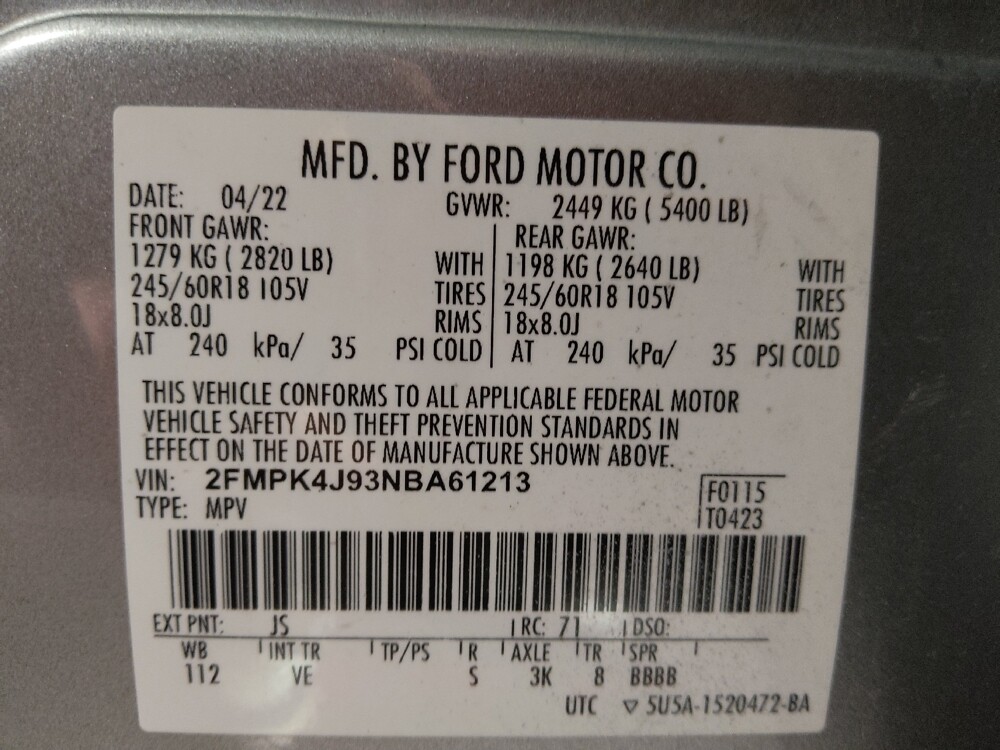 MFD. BY FORD MOTOR CO.
DATE: 04/22 GVWR: 2449 KG ( 5400 LB)
FRONT GAWR: REAR GAWR:
1279 KG ( 2820 LB) WITH 1198 KG ( 2640 LB) WITH
245/60R18 105V TIRES 245/60R18 105V TIRES
18x8.0J RIMS 18x8.0J RIMS
AT 240 kPa/ 35 PSI COLD AT 240 kPa/ 35 PSI COLD
THIS VEHICLE CONFORMS TO ALL APPLICABLE FEDERAL MOTOR
VEHICLE SAFETY AND THEFT PREVENTION STANDARDS IN
EFFECT ON THE DATE OF MANUFACTURE SHOWN ABOVE.
VIN: 2FMPK4J93NBA61213 F0115
TYPE: MPV T0423
EXT PNT: JS RC: 71 DSO:
WB INT TR TP/PS R AXLE TR SPR
112 VE S 3K 8 BBBB
UTC ▽ 5U5A-1520472-BA